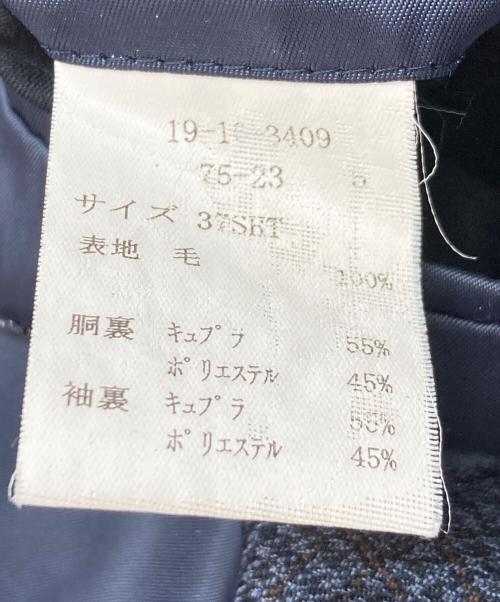 19-1 -3409
75-23 5
サイズ 37SHT
表地 毛
100%
胴裏 キュプラ 55%
ポリエステル 45%
袖裏 キュプラ 55%
ポリエステル 45%